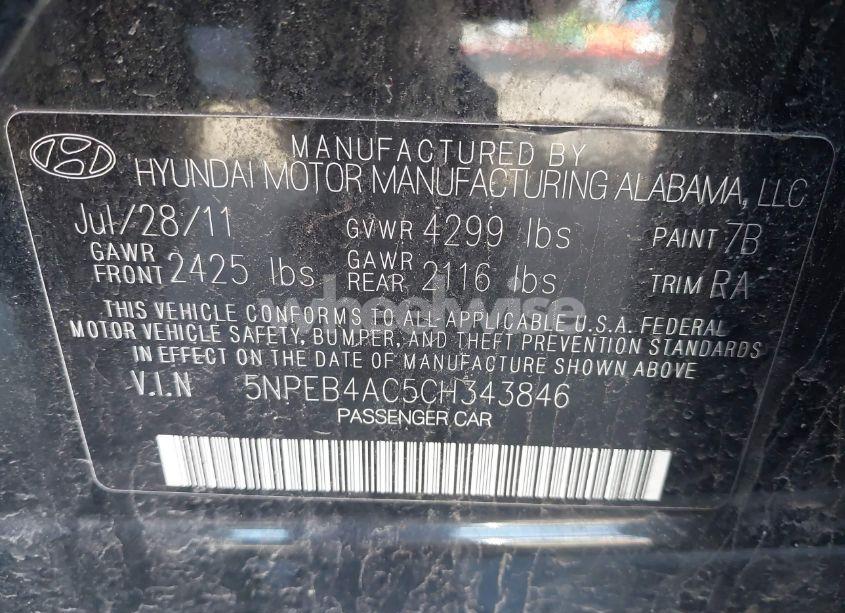 MANUFACTURED BY
HYUNDAI MOTOR MANUFACTURING ALABAMA, LLC
Jul/28/11 GVWR 4299 lbs PAINT 7B
GAWR FRONT 2425 lbs GAWR REAR 2116 lbs TRIM BA
wheelwise
THIS VEHICLE CONFORMS TO ALL APPLICABLE U.S.A. FEDERAL
MOTOR VEHICLE SAFETY, BUMPER, AND THEFT PREVENTION STANDARDS
IN EFFECT ON THE DATE OF MANUFACTURE SHOWN ABOVE
V.I.N 5NPEB4AC5CH343846
PASSENGER CAR